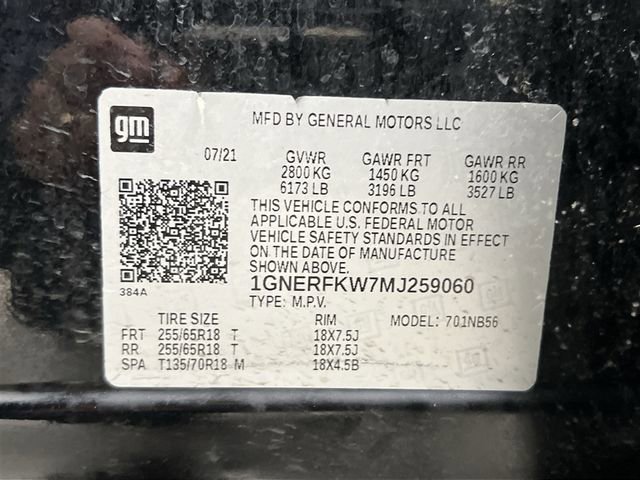 gm
MFD BY GENERAL MOTORS LLC
07/21 GVWR GAWR FRT GAWR RR
2800 KG 1450 KG 1600 KG
6173 LB 3196 LB 3527 LB
THIS VEHICLE CONFORMS TO ALL
APPLICABLE U.S. FEDERAL MOTOR
VEHICLE SAFETY STANDARDS IN EFFECT
ON THE DATE OF MANUFACTURE
SHOWN ABOVE.
384A
1GNERFKW7MJ259060
TYPE: M.P.V.
TIRE SIZE RIM MODEL: 701NB56
FRT 255/65R18 T 18X7.5J
RR 255/65R18 T 18X7.5J
SPA T135/70R18 M 18X4.5B